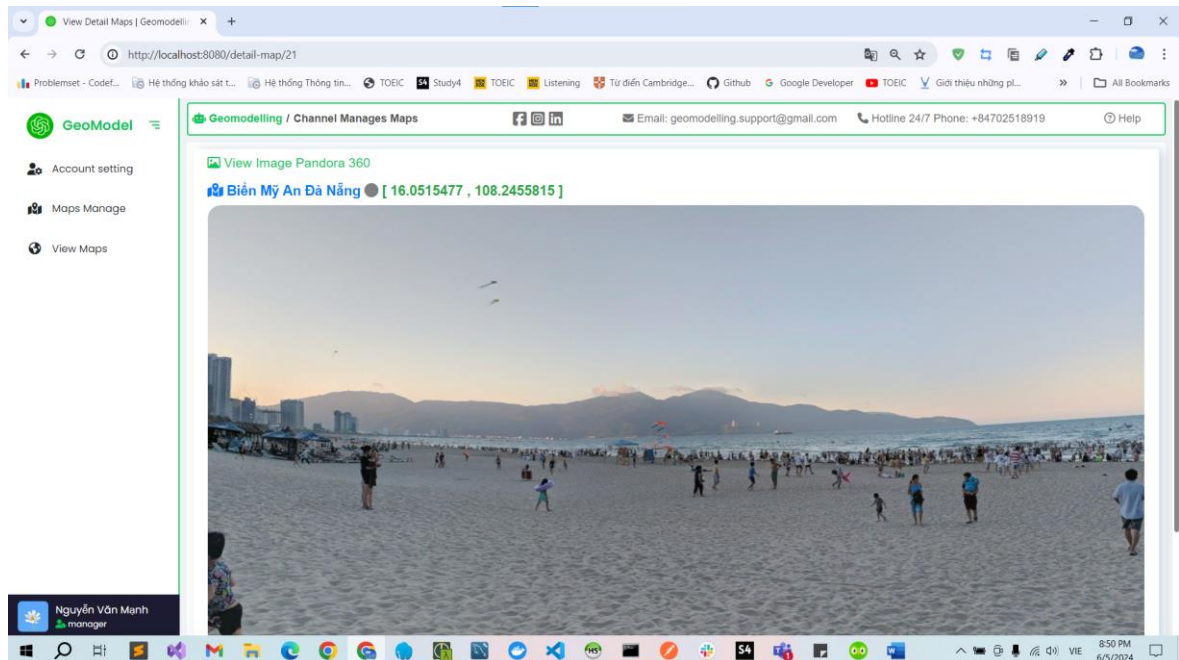 View Detail Maps | Geomodellin
http://localhost:8080/detail-map/21
Problemset - Codef...
Hệ thống khảo sát t...
Hệ thống Thông tin...
TOEIC
S4 Study4
TOEIC
Listening
Từ điển Cambridge...
Github
Google Developer
TOEIC
Giới thiệu những pl...
»
All Bookmarks
GeoModel
Geomodelling / Channel Manages Maps
Email: geomodelling.support@gmail.com
Hotline 24/7 Phone: +84702518919
Help
Account setting
Maps Manage
View Maps
View Image Pandora 360
Biển Mỹ An Đà Nẵng [ 16.0515477 , 108.2455815 ]
Nguyễn Văn Mạnh
manager
S4
VIE
8:50 PM
6/5/2024